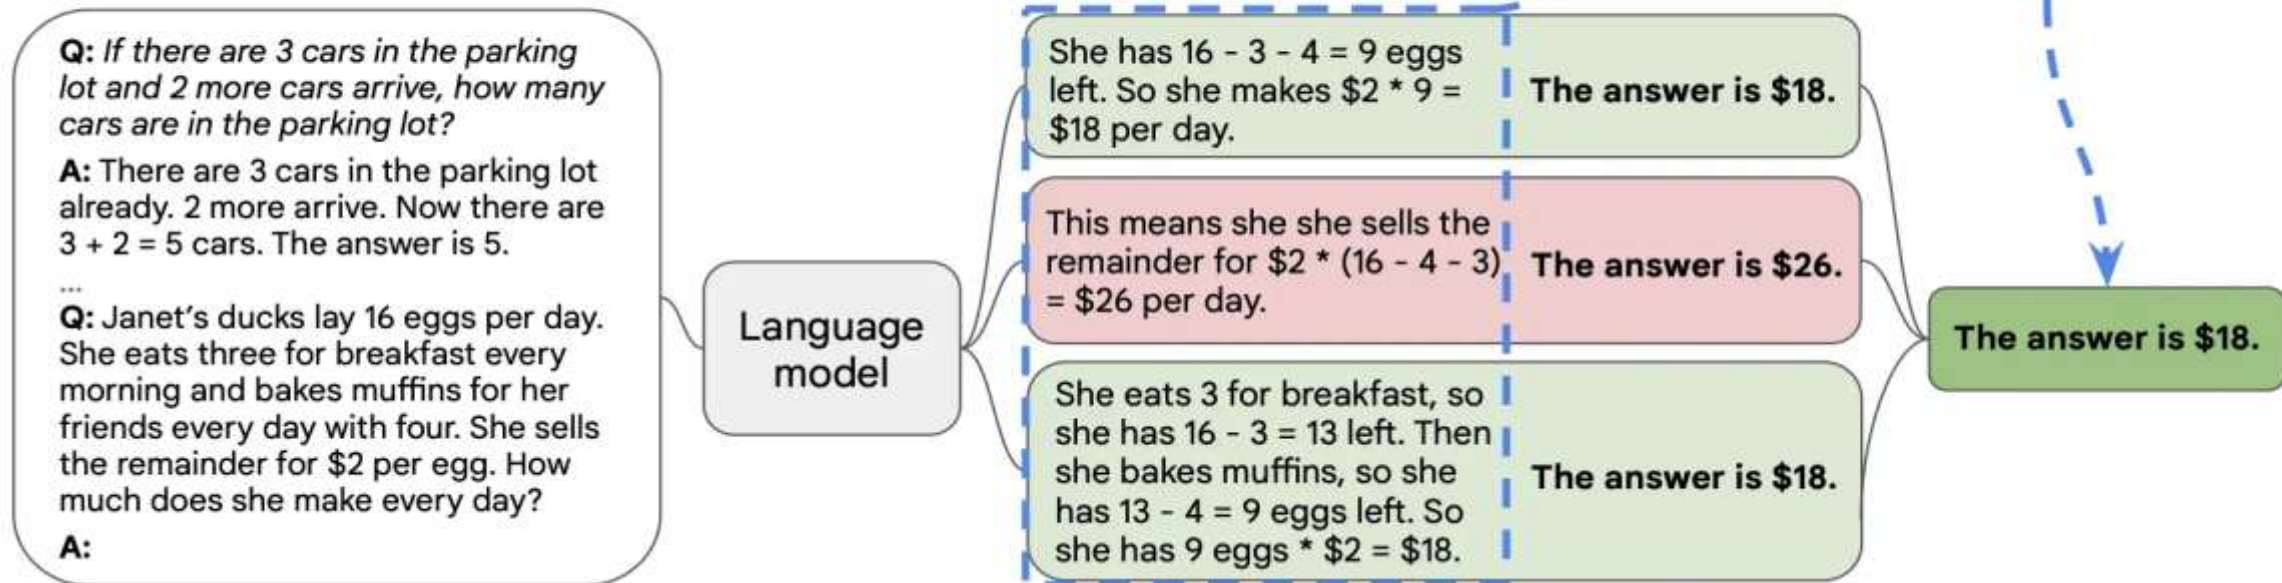 Q: If there are 3 cars in the parking
lot and 2 more cars arrive, how many
cars are in the parking lot?
A: There are 3 cars in the parking lot
already. 2 more arrive. Now there are
3 + 2 = 5 cars. The answer is 5.
...
Q: Janet’s ducks lay 16 eggs per day.
She eats three for breakfast every
morning and bakes muffins for her
friends every day with four. She sells
the remainder for $2 per egg. How
much does she make every day?
A:
Language
model
She has 16 - 3 - 4 = 9 eggs
left. So she makes $2 * 9 =
$18 per day.
The answer is $18.
This means she she sells the
remainder for $2 * (16 - 4 - 3)
= $26 per day.
The answer is $26.
She eats 3 for breakfast, so
she has 16 - 3 = 13 left. Then
she bakes muffins, so she
has 13 - 4 = 9 eggs left. So
she has 9 eggs * $2 = $18.
The answer is $18.
The answer is $18.